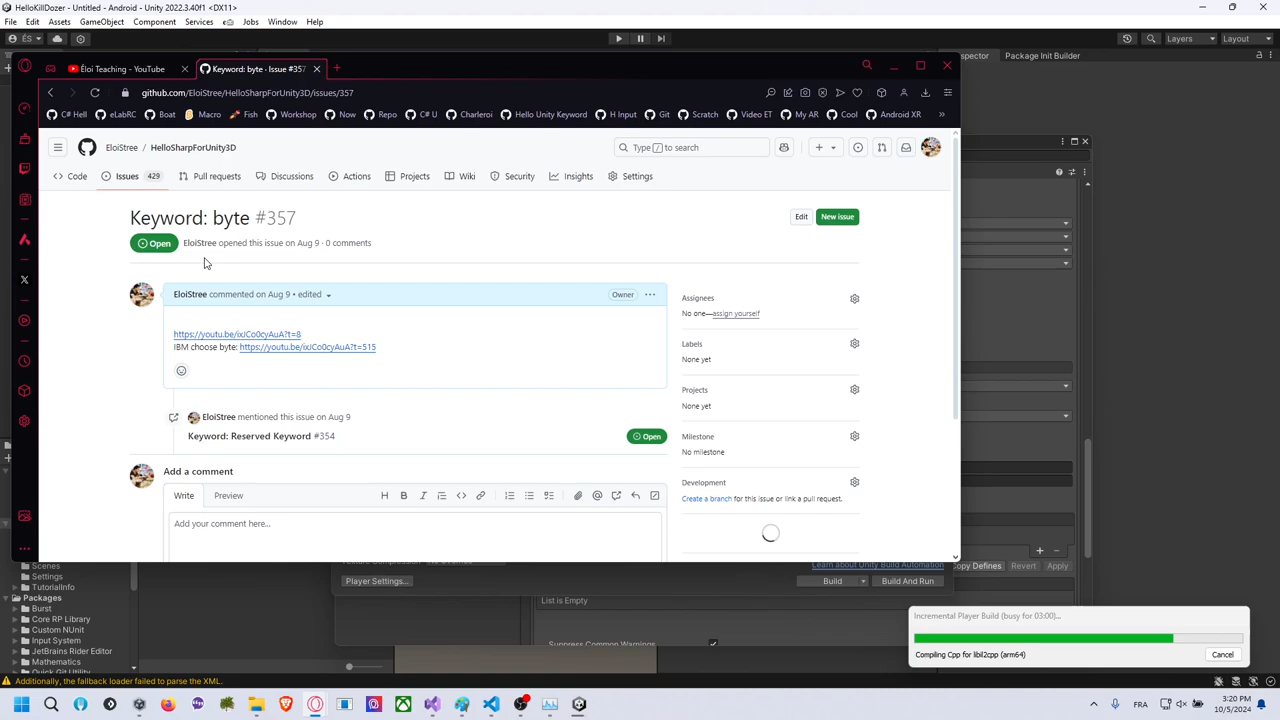 HelloKillDozer - Untitled - Android - Unity 2022.3.40f1 <DX11>
File Edit Assets GameObject Component Services Jobs Window Help
ÉS Layers Layout
Éloi Teaching - YouTube Keyword: byte · Issue #357 Inspector Package Init Builder
github.com/EloiStree/HelloSharpForUnity3D/issues/357
C# Hell eLabRC Boat Macro Fish Workshop Now Repo C# U Charleroi Hello Unity Keyword H Input Git Scratch Video ET My AR Cool Android XR
EloiStree / HelloSharpForUnity3D Type / to search
Code Issues 429 Pull requests Discussions Actions Projects Wiki Security Insights Settings
Keyword: byte #357 Edit New issue
Open EloiStree opened this issue on Aug 9 · 0 comments
EloiStree commented on Aug 9 • edited Owner
https://youtu.be/ixJCo0cyAuA?t=8
IBM choose byte: https://youtu.be/ixJCo0cyAuA?t=515
EloiStree mentioned this issue on Aug 9
Keyword: Reserved Keyword #354 Open
Add a comment
Write Preview
Add your comment here...
Assignees
No one—assign yourself
Labels
None yet
Projects
None yet
Milestone
No milestone
Development
Create a branch for this issue or link a pull request.
Learn about Unity Build Automation
Copy Defines Revert Apply
Player Settings... Build Build And Run
List is Empty
Suppress Common Warnings
Scenes
Settings
TutorialInfo
Packages
Burst
Core RP Library
Custom NUnit
Input System
JetBrains Rider Editor
Mathematics
Quick Git Utility
Incremental Player Build (busy for 03:00)...
Compiling Cpp for libil2cpp (arm64) Cancel
Additionally, the fallback loader failed to parse the XML.
FRA 3:20 PM
10/5/2024